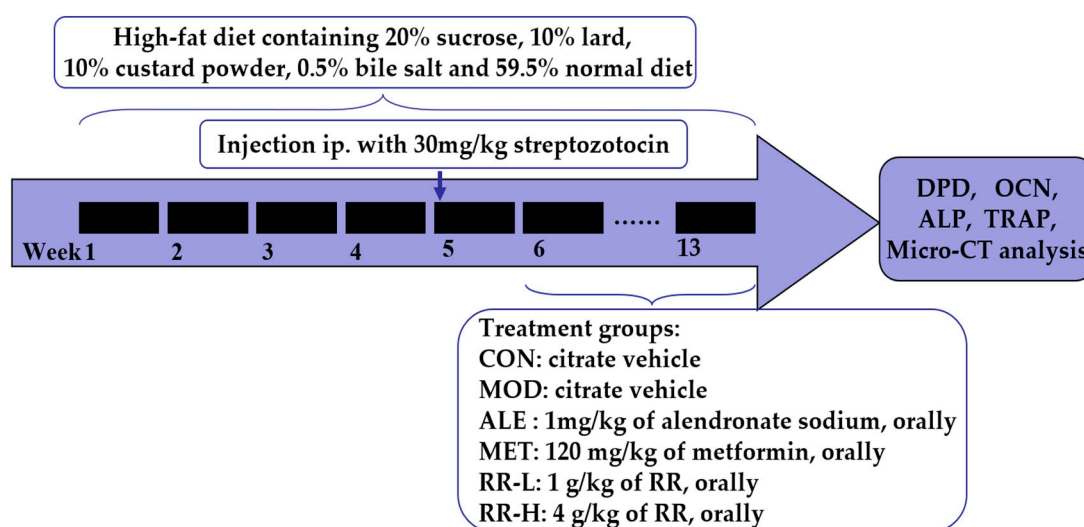 High-fat diet containing 20% sucrose, 10% lard,
10% custard powder, 0.5% bile salt and 59.5% normal diet
Injection ip. with 30mg/kg streptozotocin
......
Week 1 2 3 4 5 6 13
DPD, OCN,
ALP, TRAP,
Micro-CT analysis
Treatment groups:
CON: citrate vehicle
MOD: citrate vehicle
ALE : 1mg/kg of alendronate sodium, orally
MET: 120 mg/kg of metformin, orally
RR-L: 1 g/kg of RR, orally
RR-H: 4 g/kg of RR, orally